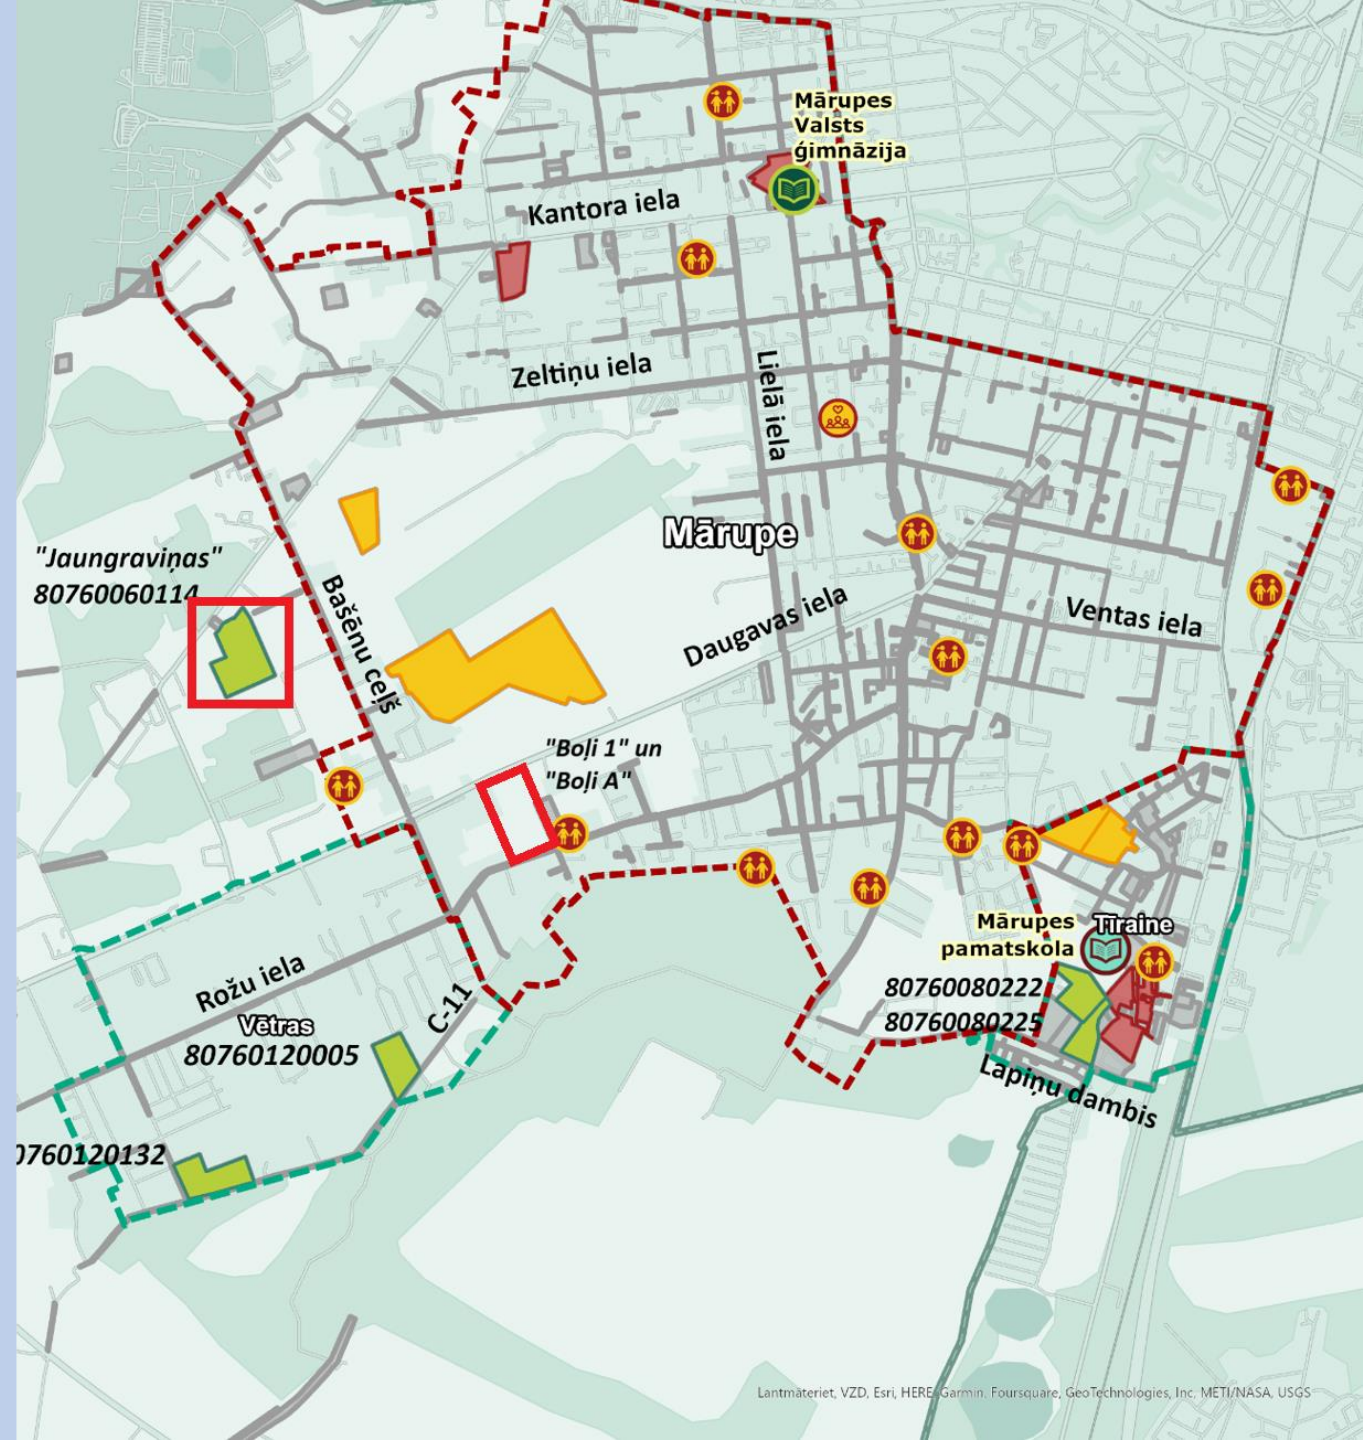 Mārupes
Valsts
ģimnāzija
Kantora iela
Zeltiņu iela
Lielā iela
Mārupe
"Jaungraviņas"
80760060114
Bašēnu ceļš
Daugavas iela
Ventas iela
"Boļi 1" un
"Boļi A"
Mārupes
pamatskola
Tīraine
80760080222
80760080225
Rožu iela
C-11
Vētras
80760120005
Lapiņu dambis
0760120132
Lantmäteriet, VZD, Esri, HERE, Garmin, Foursquare, GeoTechnologies, Inc, METI/NASA, USGS